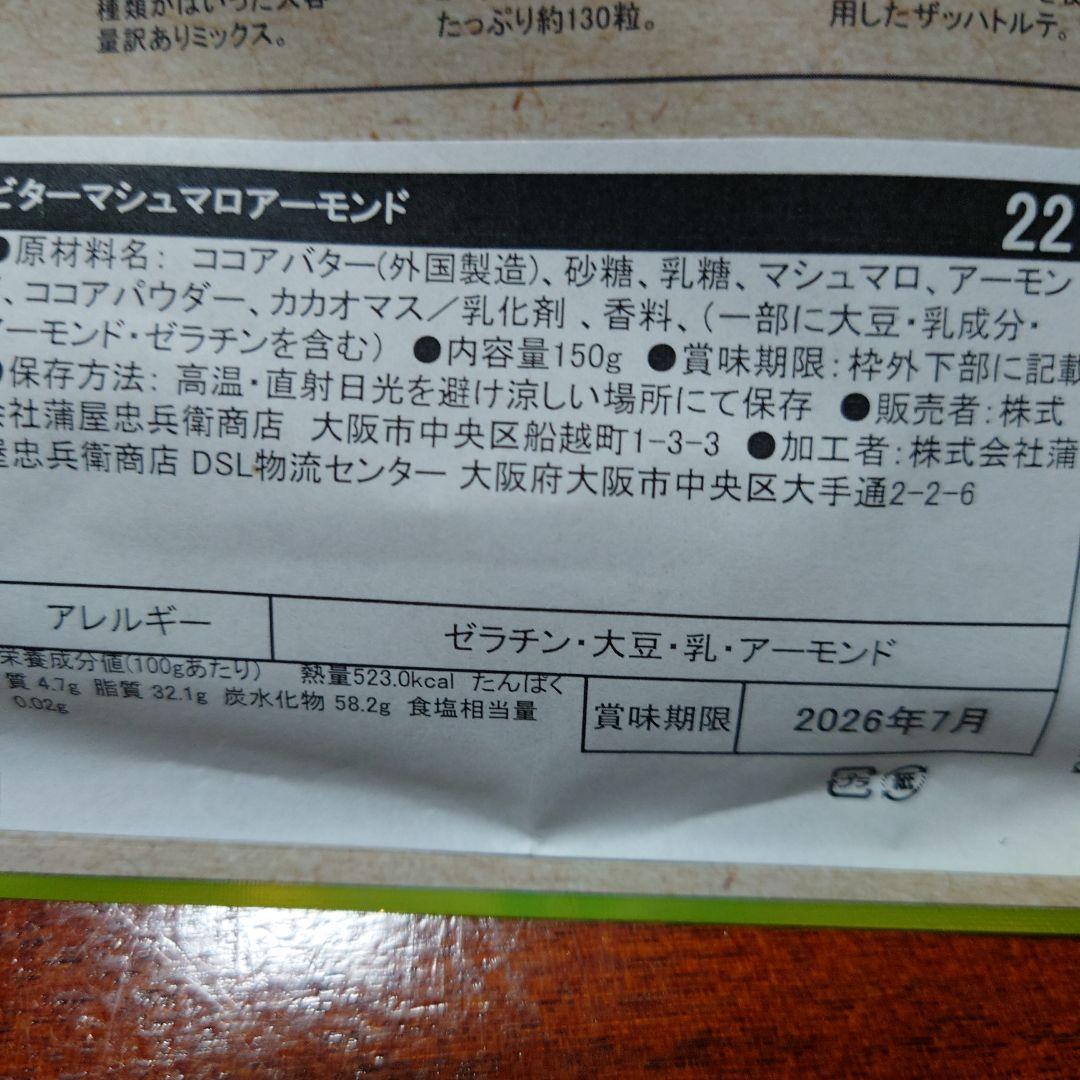 種類がはいった大容
量訳ありミックス。
たっぷり約130粒。
用したザッハトルテ。
ビターマシュマロアーモンド
22
●原材料名: ココアバター(外国製造)、砂糖、乳糖、マシュマロ、アーモン
、ココアパウダー、カカオマス／乳化剤 、香料、(一部に大豆・乳成分・
アーモンド・ゼラチンを含む) ●内容量150g ●賞味期限:枠外下部に記載
●保存方法: 高温・直射日光を避け涼しい場所にて保存 ●販売者:株式
会社蒲屋忠兵衛商店 大阪市中央区船越町1-3-3 ●加工者:株式会社蒲
屋忠兵衛商店 DSL物流センター 大阪府大阪市中央区大手通2-2-6
アレルギー
ゼラチン・大豆・乳・アーモンド
栄養成分値(100gあたり) 熱量523.0kcal たんぱく
質 4.7g 脂質 32.1g 炭水化物 58.2g 食塩相当量
0.02g
賞味期限
2026年7月
プラ
紙